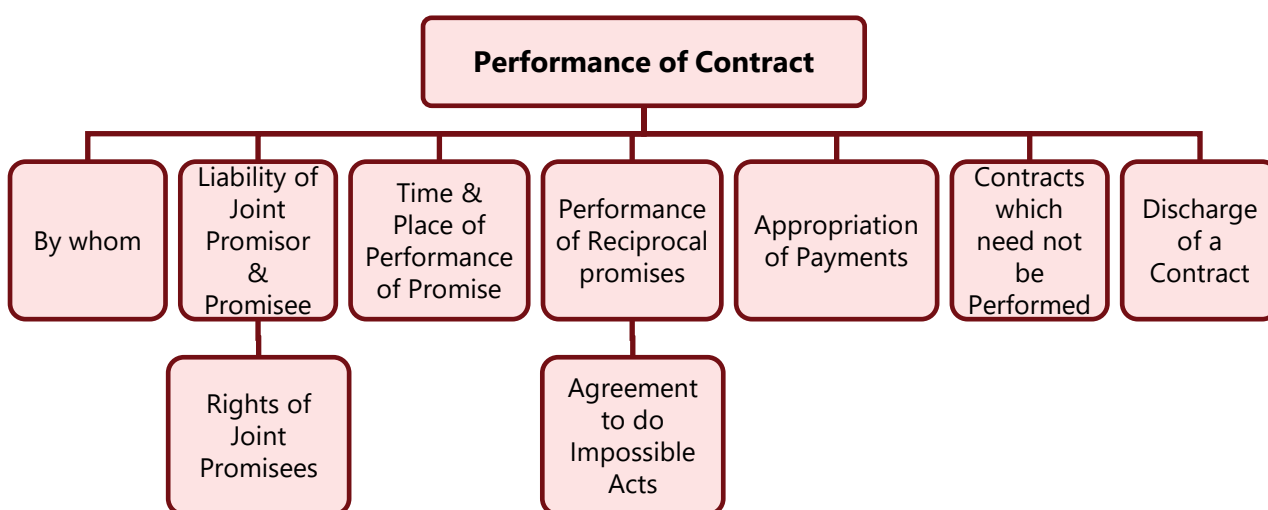 Performance of Contract
By whom
Liability of
Joint
Promisor
&
Promisee
Time &
Place of
Performance
of Promise
Performance
of Reciprocal
promises
Appropriation
of Payments
Contracts
which
need not
be
Performed
Discharge
of a
Contract
Rights of
Joint
Promisees
Agreement
to do
Impossible
Acts